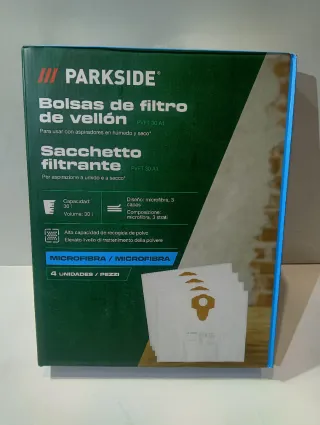 /// PARKSIDE®
Bolsas de filtro
de vellón
Para usar con aspiradores en húmedo y seco*
Sacchetto
filtrante
Per aspirazione a umido e a secco*
Capacidad:
30 l
Volume: 30 l
Diseño: microfibra, 3
capas
Composizione:
microfibra, 3 strati
Alta capacidad de recogida de polvo
Elevato livello di trattenimento della polvere
MICROFIBRA / MICROFIBRA
4 UNIDADES / PEZZI